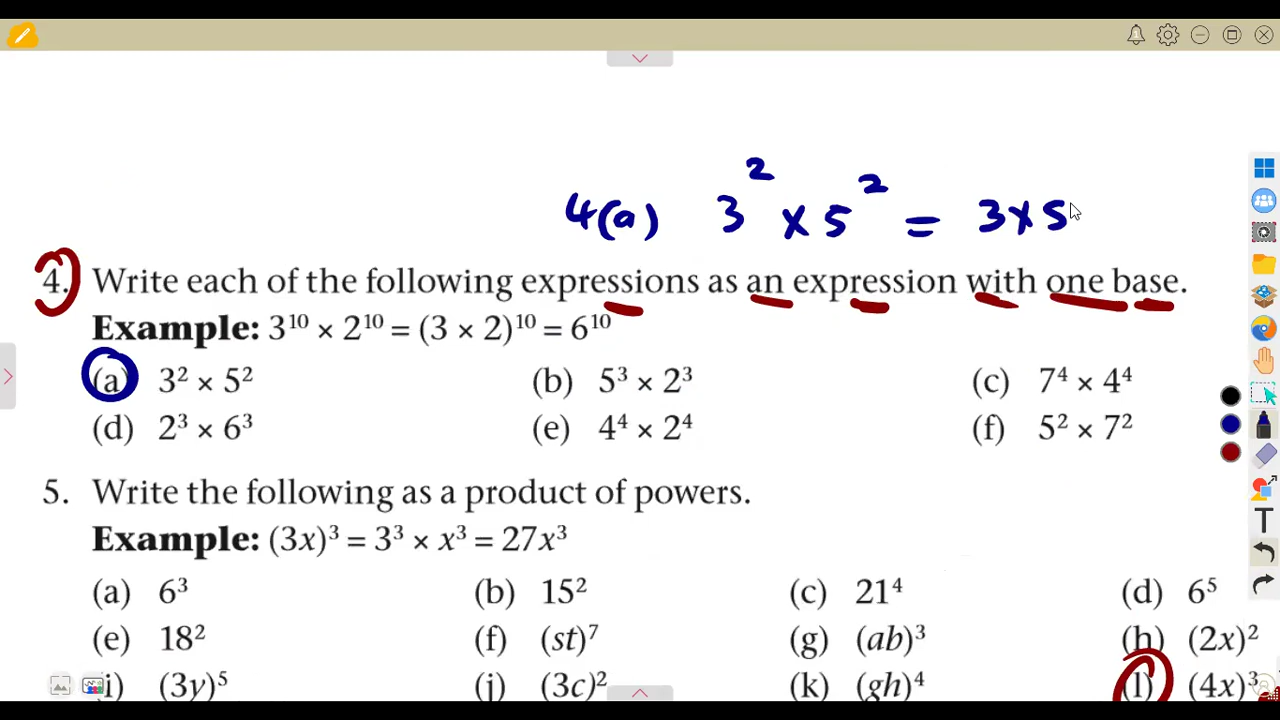 4(a) 3² × 5² = 3×5
4. Write each of the following expressions as an expression with one base.
Example: 3¹⁰ × 2¹⁰ = (3 × 2)¹⁰ = 6¹⁰
(a) 3² × 5² (b) 5³ × 2³ (c) 7⁴ × 4⁴
(d) 2³ × 6³ (e) 4⁴ × 2⁴ (f) 5² × 7²
5. Write the following as a product of powers.
Example: (3x)³ = 3³ × x³ = 27x³
(a) 6³ (b) 15² (c) 21⁴ (d) 6⁵
(e) 18² (f) (st)⁷ (g) (ab)³ (h) (2x)²
(i) (3y)⁵ (j) (3c)² (k) (gh)⁴ (l) (4x)³
T